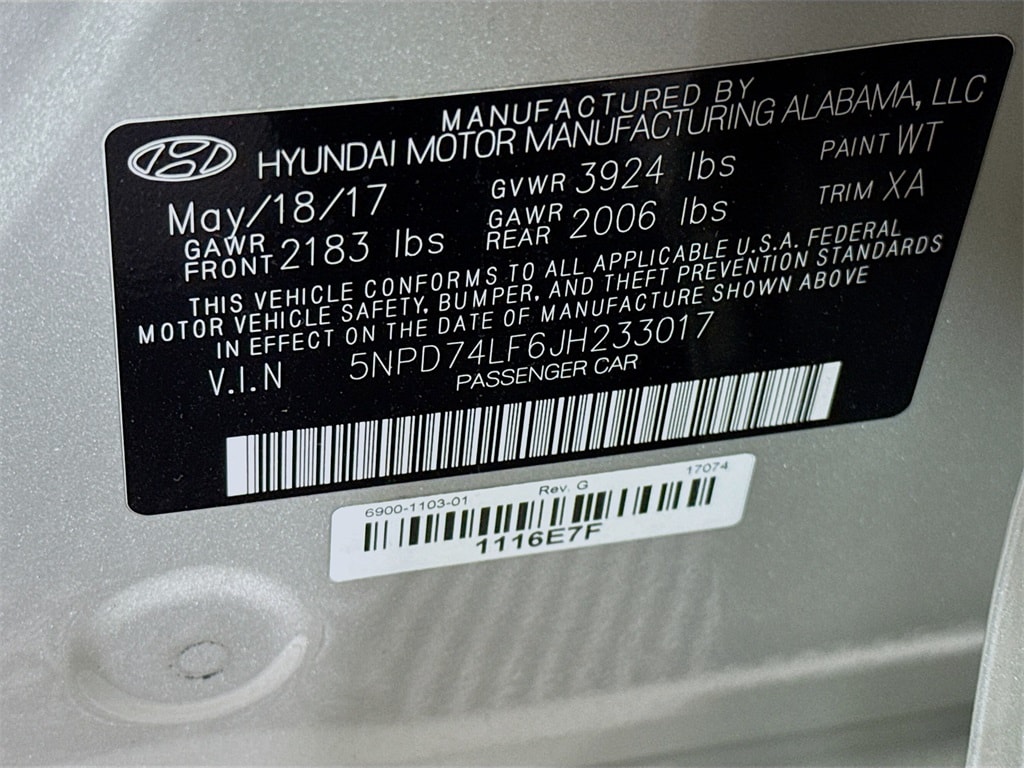 MANUFACTURED BY
HYUNDAI MOTOR MANUFACTURING ALABAMA, LLC
May/18/17 GVWR 3924 lbs PAINT WT
GAWR FRONT 2183 lbs GAWR REAR 2006 lbs TRIM XA
THIS VEHICLE CONFORMS TO ALL APPLICABLE U.S.A. FEDERAL
MOTOR VEHICLE SAFETY, BUMPER, AND THEFT PREVENTION STANDARDS
IN EFFECT ON THE DATE OF MANUFACTURE SHOWN ABOVE
V.I.N 5NPD74LF6JH233017
PASSENGER CAR
6900-1103-01 Rev. G 17074
1116E7F